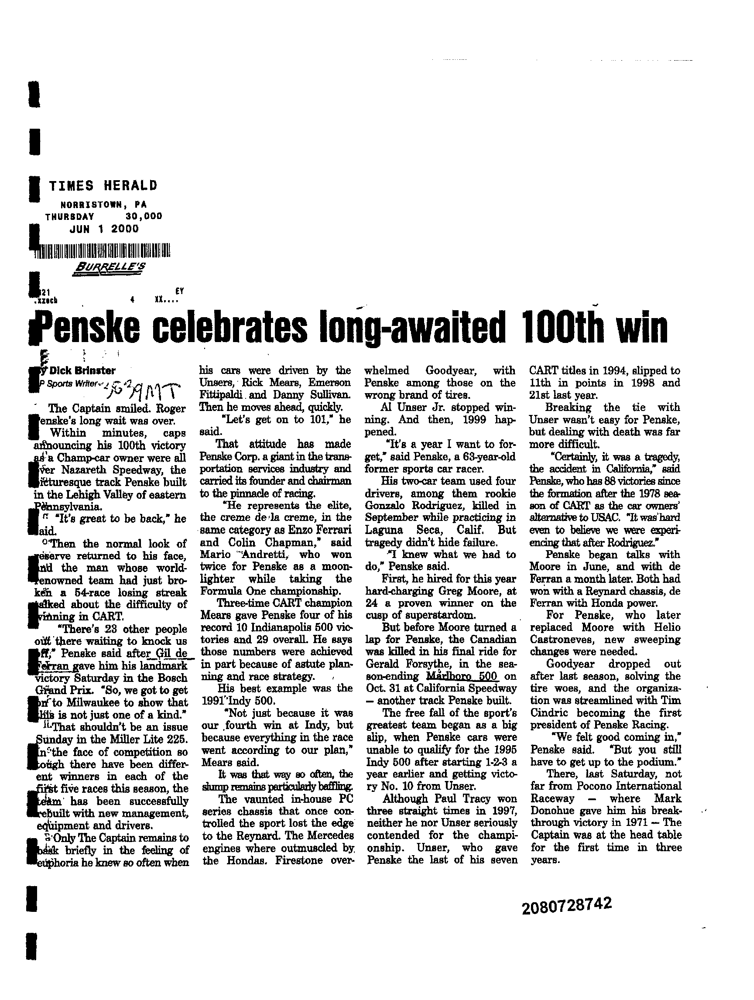 TIMES HERALD
NORRISTOWN, PA
THURSDAY 30,000
JUN 1 2000
BURRELLE'S
EY
.xzsch 4 XX....
Penske celebrates long-awaited 100th win
Dick Brinster
Sports Writer
The Captain smiled. Roger
Penske's long wait was over.
Within minutes, caps
announcing his 100th victory
as a Champ-car owner were all
over Nazareth Speedway, the
picturesque track Penske built
in the Lehigh Valley of eastern
Pennsylvania.
"It's great to be back," he
said.
Then the normal look of
reserve returned to his face,
and the man whose world-
renowned team had just bro-
ken a 54-race losing streak
talked about the difficulty of
winning in CART.
"There's 23 other people
out there waiting to knock us
off," Penske said after Gil de
Ferran gave him his landmark
victory Saturday in the Bosch
Grand Prix. "So, we got to get
on to Milwaukee to show that
this is not just one of a kind."
That shouldn't be an issue
Sunday in the Miller Lite 225.
In the face of competition so
tough there have been differ-
ent winners in each of the
first five races this season, the
team has been successfully
rebuilt with new management,
equipment and drivers.
Only The Captain remains to
bask briefly in the feeling of
euphoria he knew so often when
his cars were driven by the
Unsers, Rick Mears, Emerson
Fittipaldi and Danny Sullivan.
Then he moves ahead, quickly.
"Let's get on to 101," he
said.
That attitude has made
Penske Corp. a giant in the trans-
portation services industry and
carried its founder and chairman
to the pinnacle of racing.
"He represents the elite,
the creme de la creme, in the
same category as Enzo Ferrari
and Colin Chapman," said
Mario Andretti, who won
twice for Penske as a moon-
lighter while taking the
Formula One championship.
Three-time CART champion
Mears gave Penske four of his
record 10 Indianapolis 500 vic-
tories and 29 overall. He says
those numbers were achieved
in part because of astute plan-
ning and race strategy.
His best example was the
1991 Indy 500.
"Not just because it was
our fourth win at Indy, but
because everything in the race
went according to our plan,"
Mears said.
It was that way so often, the
slump remains particularly baffling.
The vaunted in-house PC
series chassis that once con-
trolled the sport lost the edge
to the Reynard. The Mercedes
engines where outmuscled by
the Hondas. Firestone over-
whelmed Goodyear, with
Penske among those on the
wrong brand of tires.
Al Unser Jr. stopped win-
ning. And then, 1999 hap-
pened.
"It's a year I want to for-
get," said Penske, a 63-year-old
former sports car racer.
His two-car team used four
drivers, among them rookie
Gonzalo Rodriguez, killed in
September while practicing in
Laguna Seca, Calif. But
tragedy didn't hide failure.
"I knew what we had to
do," Penske said.
First, he hired for this year
hard-charging Greg Moore, at
24 a proven winner on the
cusp of superstardom.
But before Moore turned a
lap for Penske, the Canadian
was killed in his final ride for
Gerald Forsythe, in the sea-
son-ending Marlboro 500 on
Oct. 31 at California Speedway
— another track Penske built.
The free fall of the sport's
greatest team began as a big
slip, when Penske cars were
unable to qualify for the 1995
Indy 500 after starting 1-2-3 a
year earlier and getting victo-
ry No. 10 from Unser.
Although Paul Tracy won
three straight times in 1997,
neither he nor Unser seriously
contended for the champi-
onship. Unser, who gave
Penske the last of his seven
CART titles in 1994, slipped to
11th in points in 1998 and
21st last year.
Breaking the tie with
Unser wasn't easy for Penske,
but dealing with death was far
more difficult.
"Certainly, it was a tragedy,
the accident in California," said
Penske, who has 88 victories since
the formation after the 1978 sea-
son of CART as the car owners'
alternative to USAC. "It was hard
even to believe we were experi-
encing that after Rodriguez."
Penske began talks with
Moore in June, and with de
Ferran a month later. Both had
won with a Reynard chassis, de
Ferran with Honda power.
For Penske, who later
replaced Moore with Helio
Castroneves, new sweeping
changes were needed.
Goodyear dropped out
after last season, solving the
tire woes, and the organiza-
tion was streamlined with Tim
Cindric becoming the first
president of Penske Racing.
"We felt good coming in,"
Penske said. "But you still
have to get up to the podium."
There, last Saturday, not
far from Pocono International
Raceway — where Mark
Donohue gave him his break-
through victory in 1971 — The
Captain was at the head table
for the first time in three
years.
2080728742